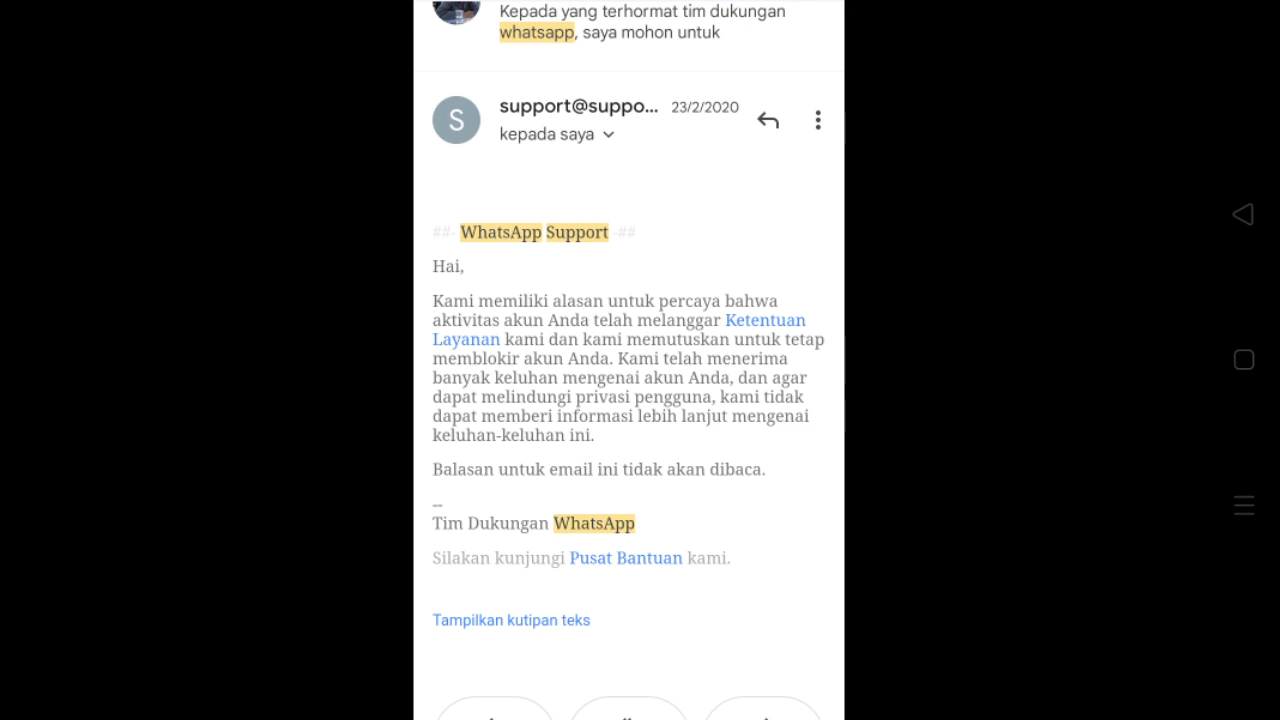 Kepada yang terhormat tim dukungan
whatsapp, saya mohon untuk
S
support@suppo... 23/2/2020
kepada saya
##- WhatsApp Support -##
Hai,
Kami memiliki alasan untuk percaya bahwa
aktivitas akun Anda telah melanggar Ketentuan
Layanan kami dan kami memutuskan untuk tetap
memblokir akun Anda. Kami telah menerima
banyak keluhan mengenai akun Anda, dan agar
dapat melindungi privasi pengguna, kami tidak
dapat memberi informasi lebih lanjut mengenai
keluhan-keluhan ini.
Balasan untuk email ini tidak akan dibaca.
--
Tim Dukungan WhatsApp
Silakan kunjungi Pusat Bantuan kami.
Tampilkan kutipan teks